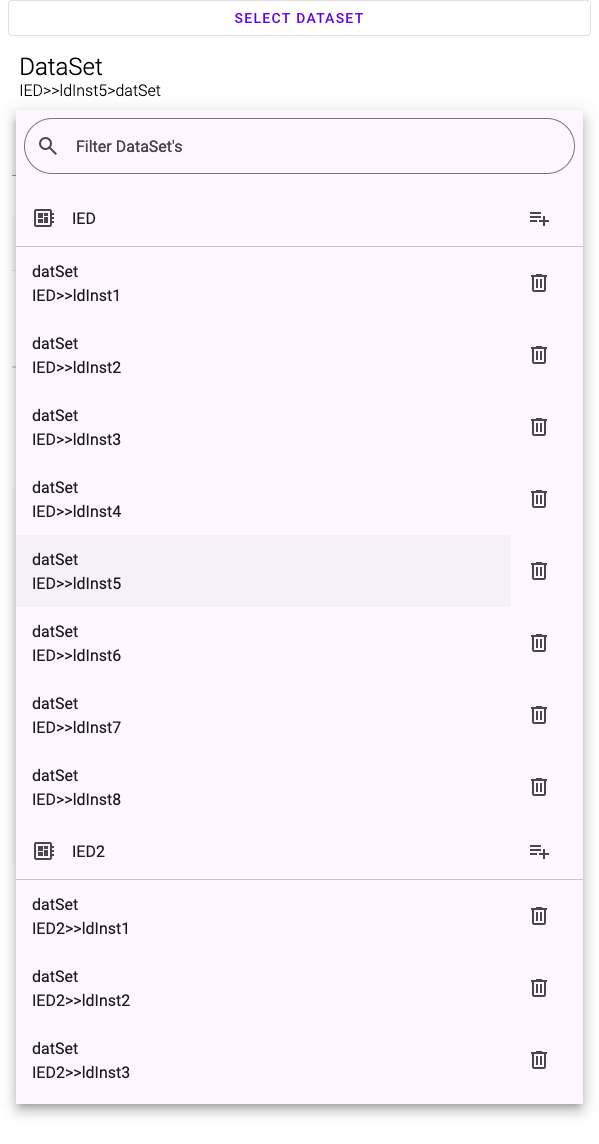 SELECT DATASET
DataSet
IED>>ldInst5>datSet
Filter DataSet's
IED
datSet
IED>>ldInst1
datSet
IED>>ldInst2
datSet
IED>>ldInst3
datSet
IED>>ldInst4
datSet
IED>>ldInst5
datSet
IED>>ldInst6
datSet
IED>>ldInst7
datSet
IED>>ldInst8
IED2
datSet
IED2>>ldInst1
datSet
IED2>>ldInst2
datSet
IED2>>ldInst3